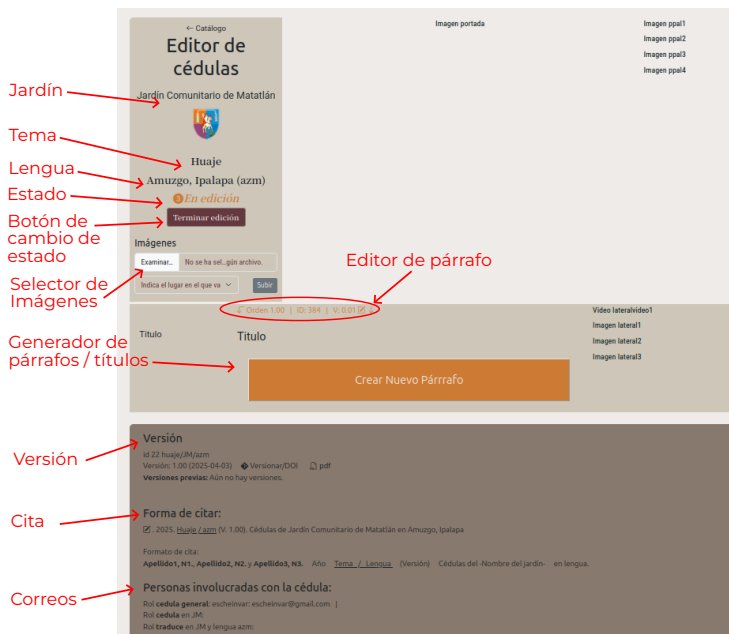 ← Catálogo
Editor de
cédulas
Jardín Comunitario de Matatlán
Huaje
Amuzgo, Ipalapa (azm)
En edición
Terminar edición
Imágenes
Examinar... No se ha sel...gún archivo.
Indica el lugar en el que va Subir
Imagen portada
Imagen ppal1
Imagen ppal2
Imagen ppal3
Imagen ppal4
Jardín
Tema
Lengua
Estado
Botón de
cambio de
estado
Selector de
Imágenes
Editor de párrafo
Orden 1.00 | ID: 384 | V: 0.01
Titulo Titulo
Crear Nuevo Párrrafo
Video lateralvideo1
Imagen lateral1
Imagen lateral2
Imagen lateral3
Generador de
párrafos / títulos
Versión
Versión
id 22 huaje/JM/azm
Versión: 1.00 (2025-04-03) Versionar/DOI pdf
Versiones previas: Aún no hay versiones.
Cita
Forma de citar:
. 2025. Huaje / azm (V. 1.00). Cédulas de Jardín Comunitario de Matatlán en Amuzgo, Ipalapa
Formato de cita:
Apellido1, N1., Apellido2, N2. y Apellido3, N3. Año Tema / Lengua (Versión) Cédulas del -Nombre del jardín- en lengua.
Correos
Personas involucradas con la cédula:
Rol cedula general: escheinvar: escheinvar@gmail.com |
Rol cedula en JM:
Rol traduce en JM y lengua azm: